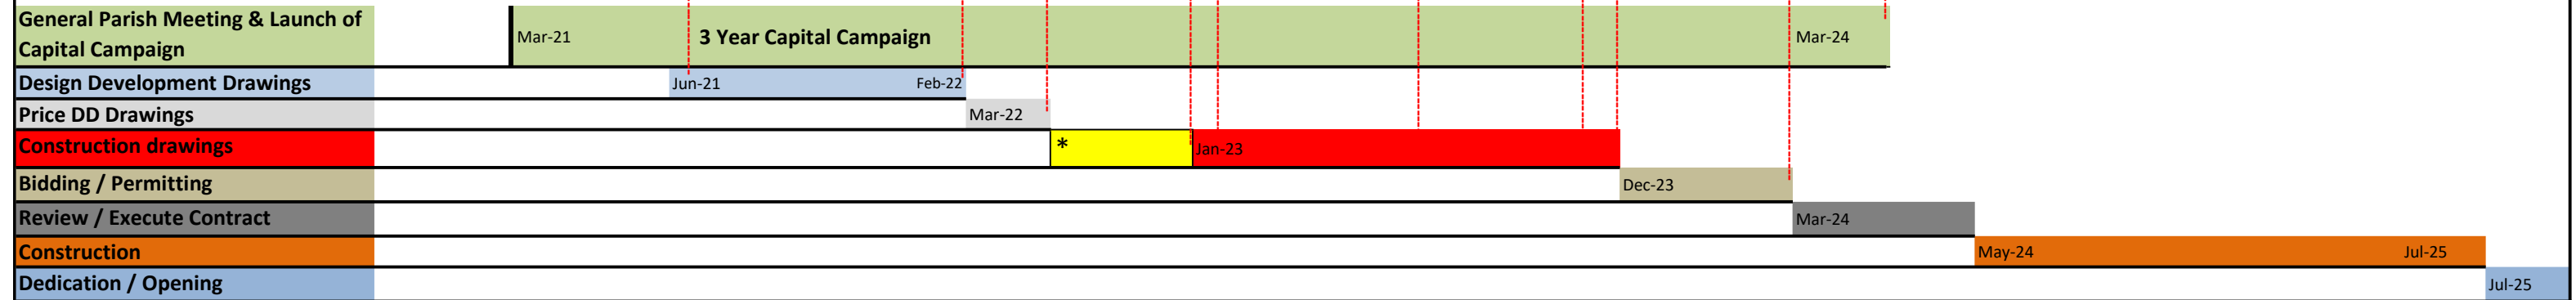 General Parish Meeting & Launch of
Capital Campaign
Mar-21
3 Year Capital Campaign
Mar-24
Design Development Drawings
Jun-21
Feb-22
Price DD Drawings
Mar-22
Construction drawings
*
Jan-23
Bidding / Permitting
Dec-23
Review / Execute Contract
Mar-24
Construction
May-24
Jul-25
Dedication / Opening
Jul-25